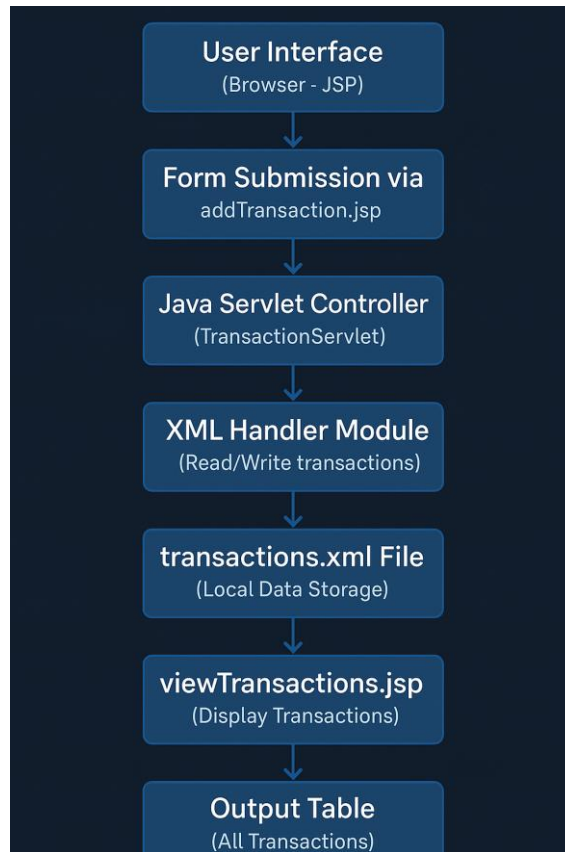 User Interface
(Browser - JSP)
Form Submission via
addTransaction.jsp
Java Servlet Controller
(TransactionServlet)
XML Handler Module
(Read/Write transactions)
transactions.xml File
(Local Data Storage)
viewTransactions.jsp
(Display Transactions)
Output Table
(All Transactions)